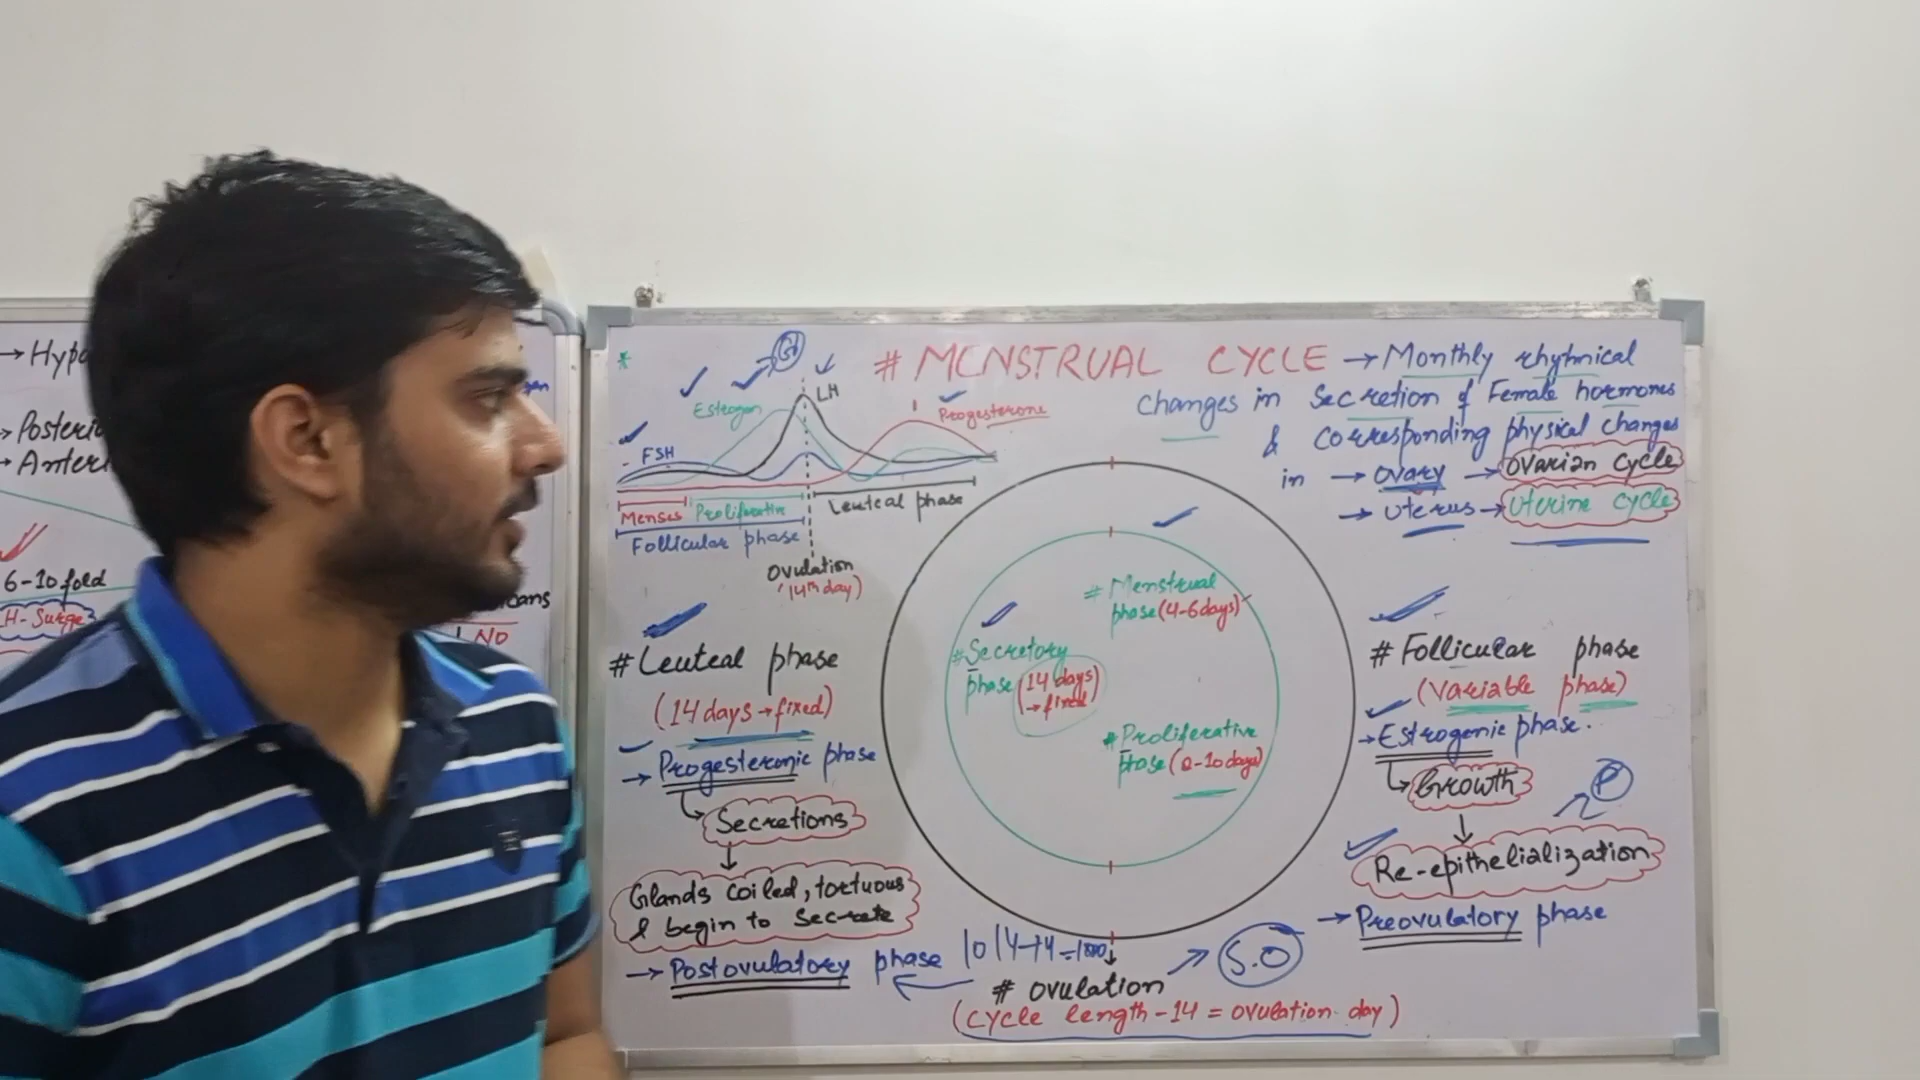 → Hypo
→ Posterio
→ Anteri
6-10 fold
H-Surge
NO
# MENSTRUAL CYCLE → Monthly rhytmical
changes in Secretion of Female hormones
& corresponding physical changes
in → ovary → ovarian cycle
→ uterus → uterine cycle
*
LH
Estrogen
Progesterone
FSH
Menses Proliferative Leuteal phase
Follicular phase
ovulation
(14th day)
# Leuteal phase
(14 days → fixed)
→ Progesteronic phase
Secretions
Glands coiled, tortuous
& begin to secrete
→ Postovulatory phase
# Menstrual
phase (4-6 days)
# Secretory
phase (14 days
→ fixed)
# Proliferative
phase (8-10 days)
S.O
# ovulation
(cycle length - 14 = ovulation day)
# Follicular phase
(variable phase)
→ Estrogenic phase.
Growth
P
Re-epithelialization
→ Preovulatory phase